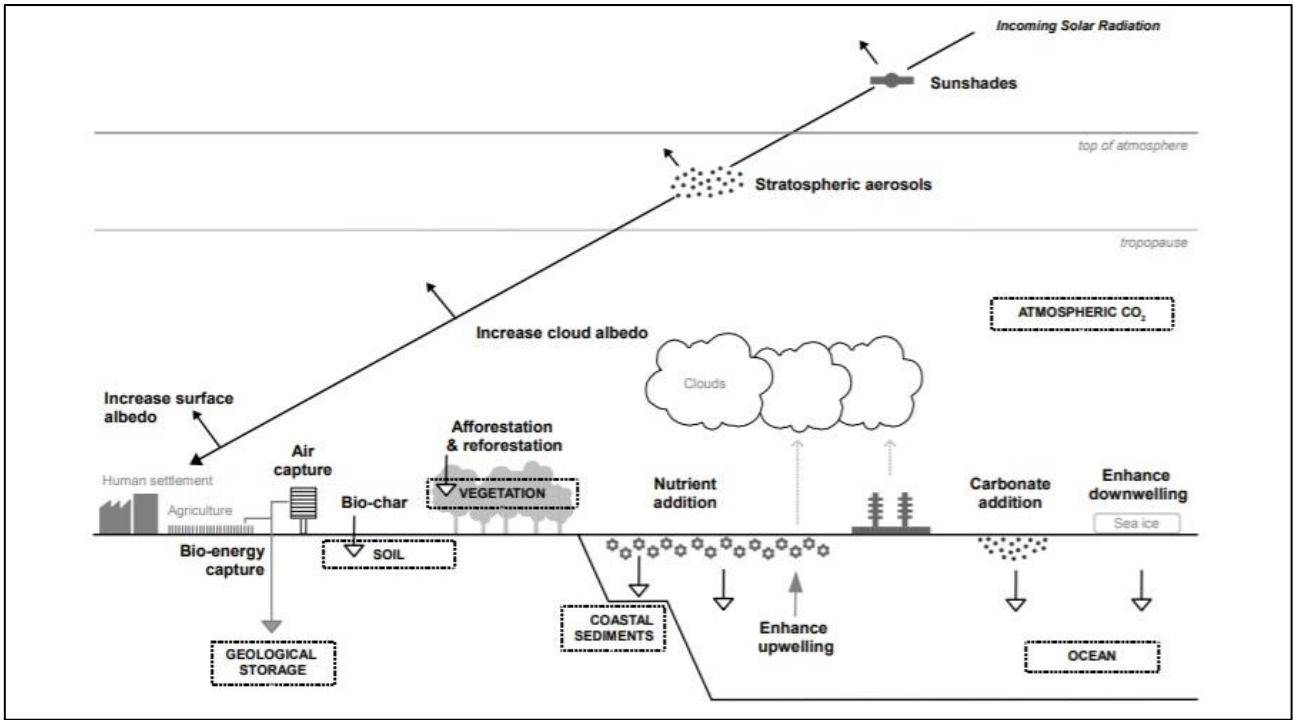 Incoming Solar Radiation
Sunshades
top of atmosphere
Stratospheric aerosols
tropopause
ATMOSPHERIC CO₂
Increase cloud albedo
Clouds
Increase surface
albedo
Afforestation
& reforestation
Air
capture
Human settlement
Agriculture
Bio-char
VEGETATION
Nutrient
addition
Carbonate
addition
Enhance
downwelling
Sea ice
Bio-energy
capture
SOIL
COASTAL
SEDIMENTS
Enhance
upwelling
GEOLOGICAL
STORAGE
OCEAN